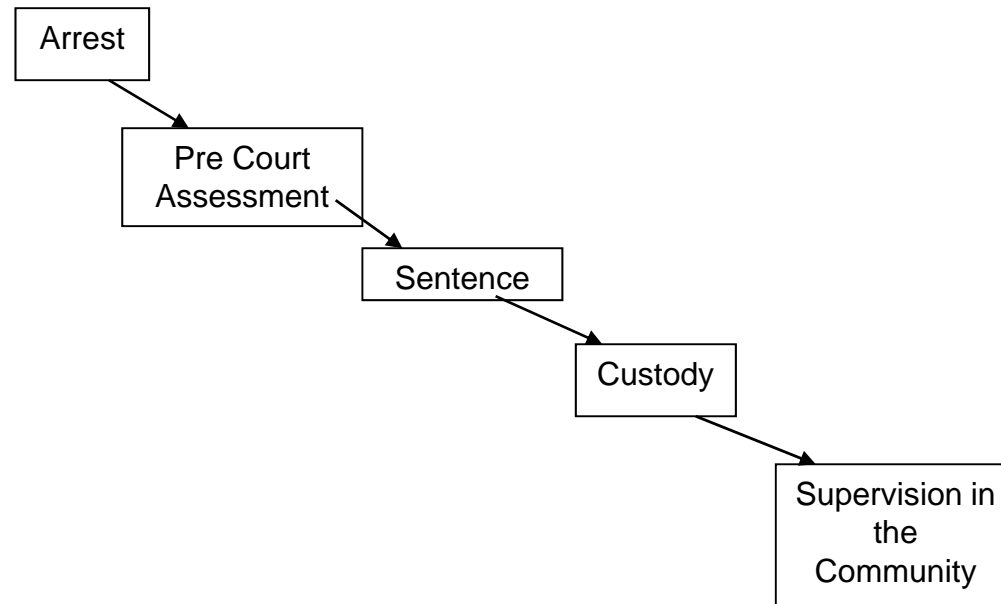 Arrest
Pre Court
Assessment
Sentence
Custody
Supervision in
the
Community